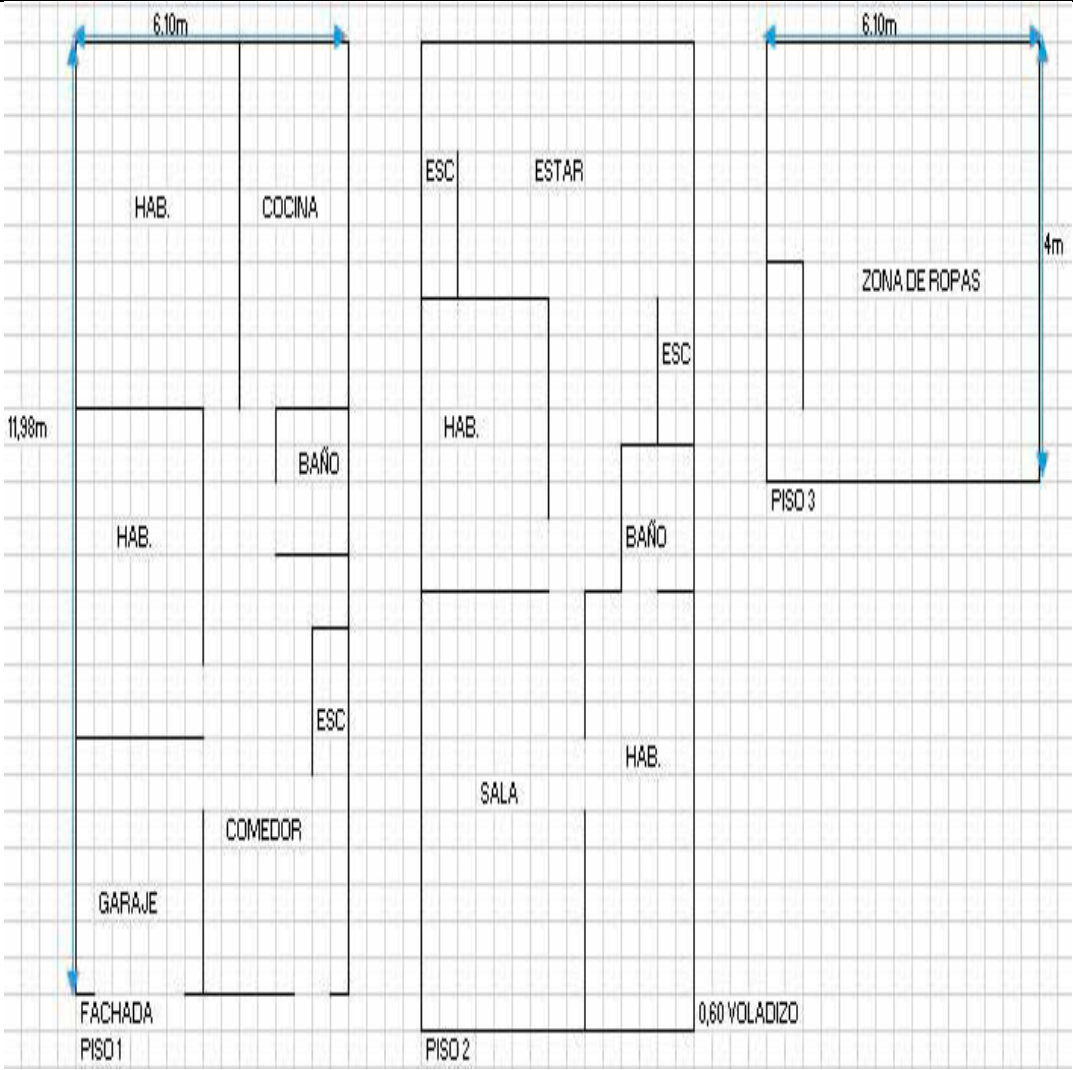 6.10m
HAB.
COCINA
11,98m
BAÑO
HAB.
ESC
COMEDOR
GARAJE
FACHADA
PISO 1
ESC
ESTAR
ESC
HAB.
BAÑO
HAB.
SALA
0,60 VOLADIZO
PISO 2
6.10m
4m
ZONA DE ROPAS
PISO 3